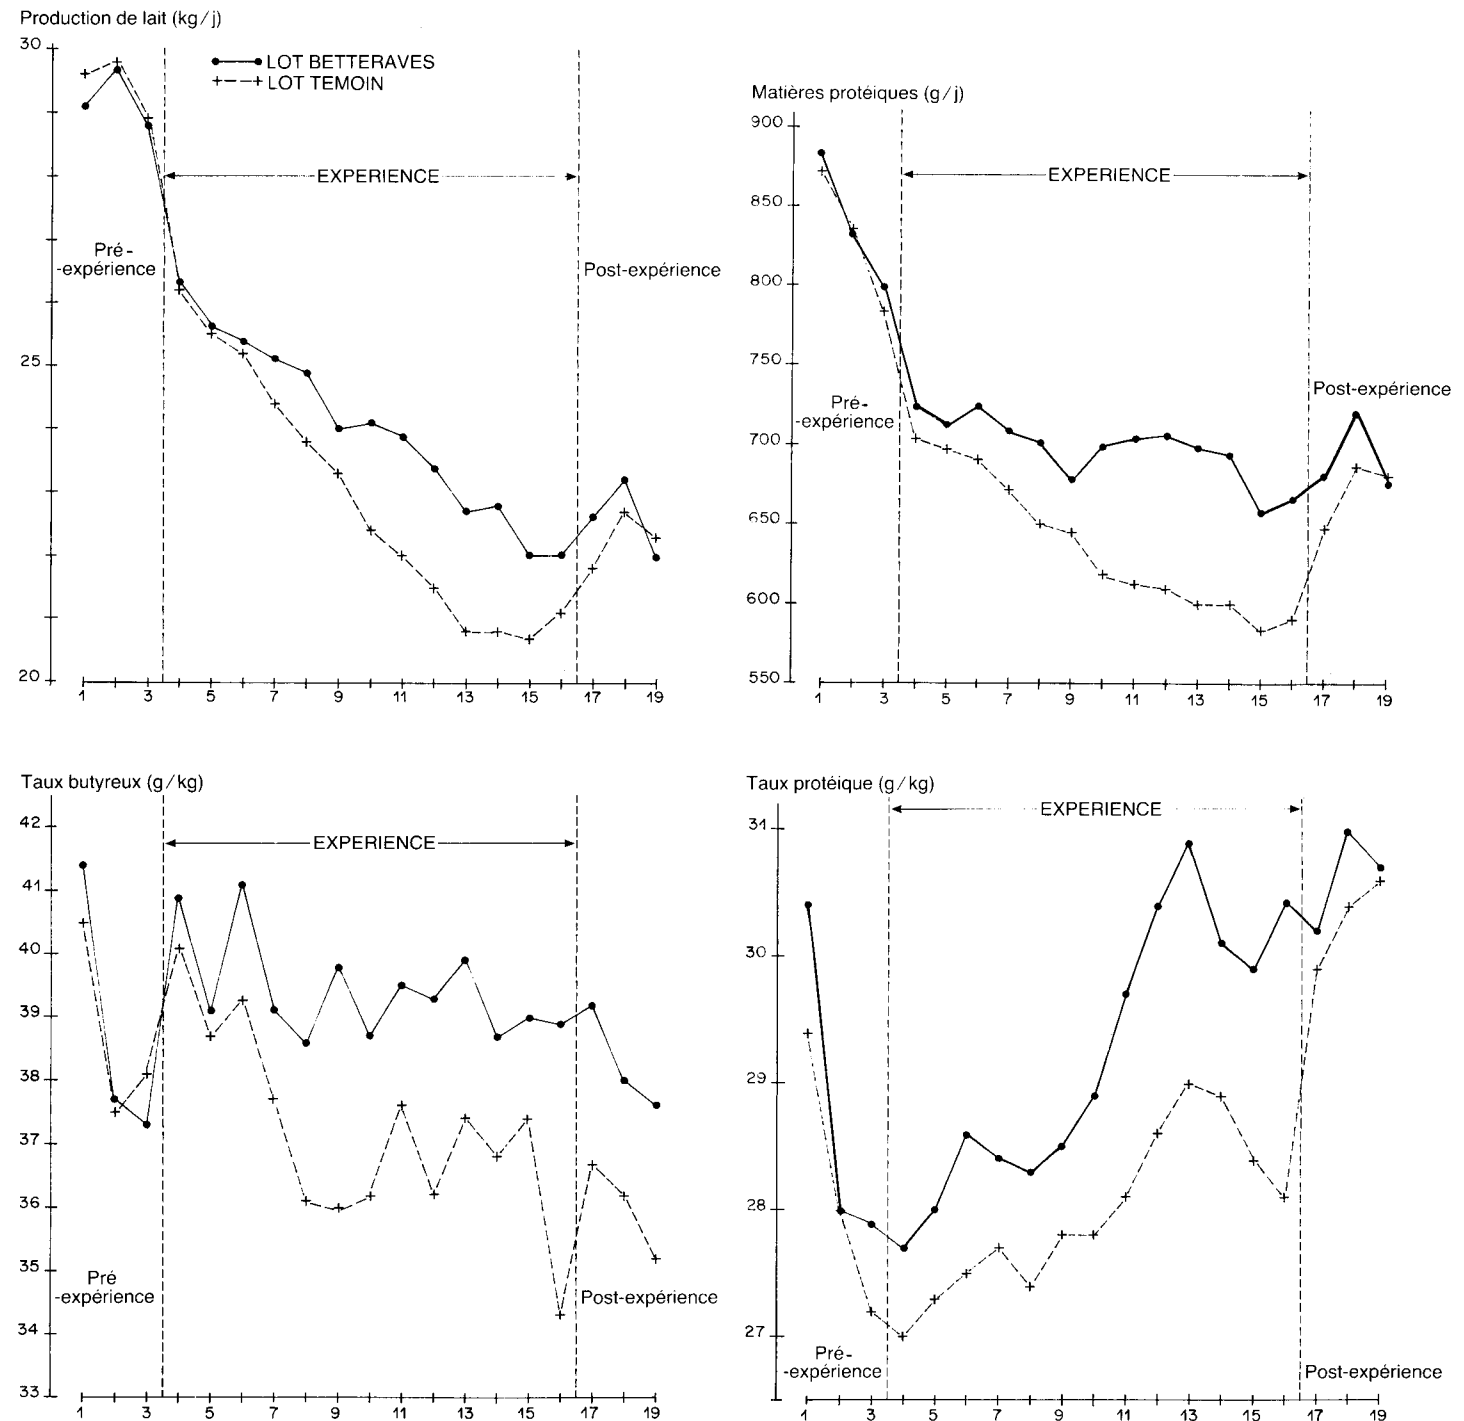 Production de lait (kg/j)
30
25
20
LOT BETTERAVES
LOT TEMOIN
EXPERIENCE
Pré-
-expérience
Post-expérience
1 3 5 7 9 11 13 15 17 19
Matières protéiques (g/j)
900
850
800
750
700
650
600
550
EXPERIENCE
Pré-
-expérience
Post-expérience
1 3 5 7 9 11 13 15 17 19
Taux butyreux (g/kg)
42
41
40
39
38
37
36
35
34
33
EXPERIENCE
Pré
-expérience
Post-expérience
1 3 5 7 9 11 13 15 17 19
Taux protéique (g/kg)
31
30
29
28
27
EXPERIENCE
Pré-
-expérience
Post-expérience
1 3 5 7 9 11 13 15 17 19